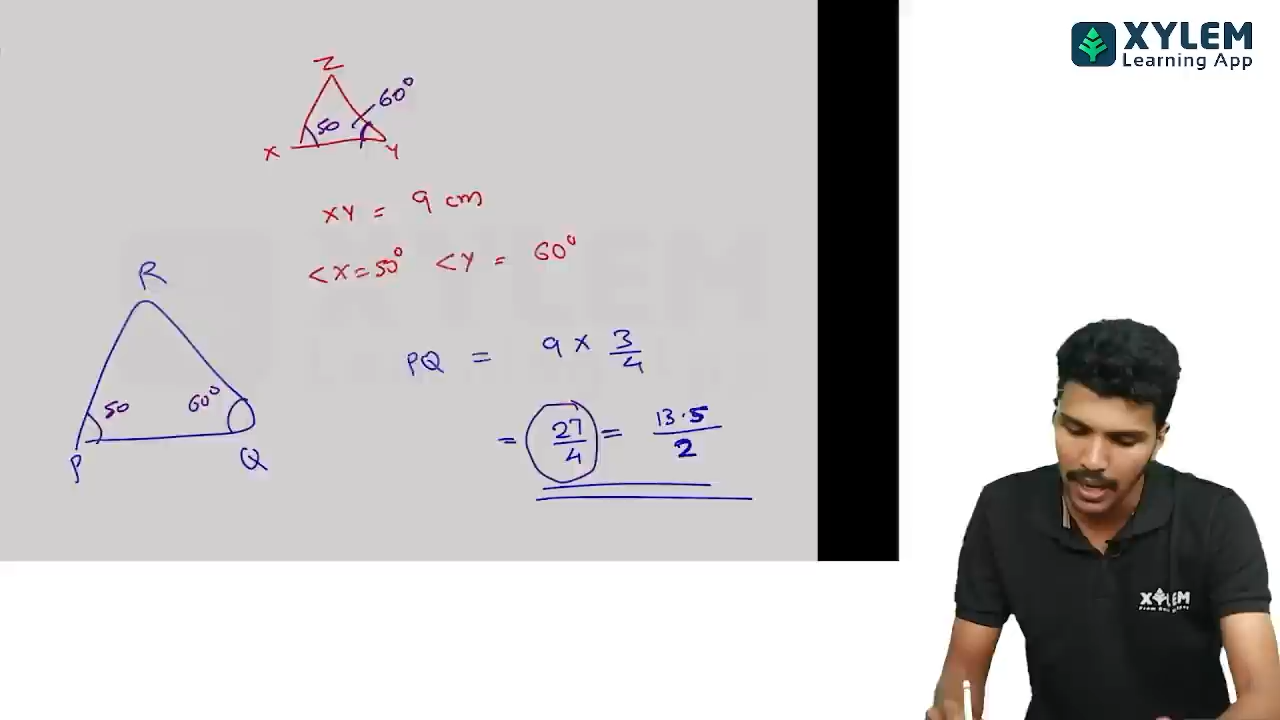 XYLEM
Learning App
Z
60°
50
X
Y
XY = 9 cm
<X=50° <Y = 60°
R
PQ = 9 × 3/4
50
60°
= 27/4 = 13.5/2
P
Q
XYLEM